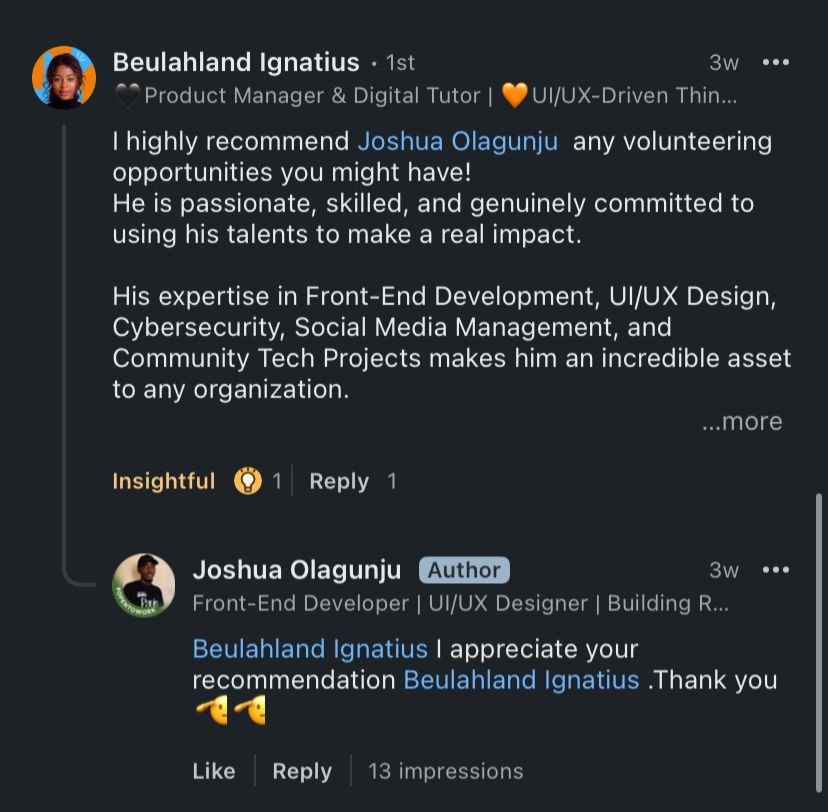 Beulahland Ignatius • 1st 3w •••
🖤Product Manager & Digital Tutor | 🧡UI/UX-Driven Thin...
I highly recommend Joshua Olagunju any volunteering
opportunities you might have!
He is passionate, skilled, and genuinely committed to
using his talents to make a real impact.
His expertise in Front-End Development, UI/UX Design,
Cybersecurity, Social Media Management, and
Community Tech Projects makes him an incredible asset
to any organization.
...more
Insightful 1 | Reply 1
Joshua Olagunju Author 3w •••
Front-End Developer | UI/UX Designer | Building R...
#OPENTOWORK
Beulahland Ignatius I appreciate your
recommendation Beulahland Ignatius .Thank you
🫡🫡
Like | Reply | 13 impressions